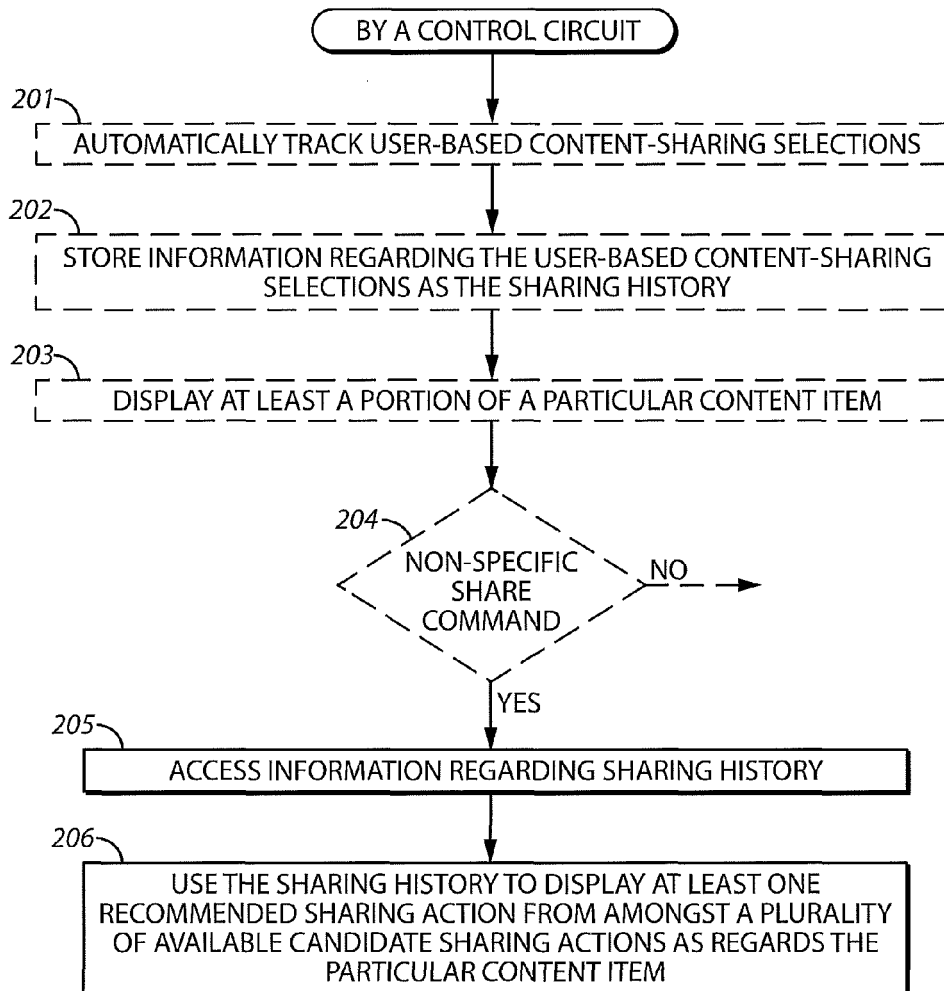 BY A CONTROL CIRCUIT
201
AUTOMATICALLY TRACK USER-BASED CONTENT-SHARING SELECTIONS
202
STORE INFORMATION REGARDING THE USER-BASED CONTENT-SHARING
SELECTIONS AS THE SHARING HISTORY
203
DISPLAY AT LEAST A PORTION OF A PARTICULAR CONTENT ITEM
204
NON-SPECIFIC
SHARE
COMMAND
NO
YES
205
ACCESS INFORMATION REGARDING SHARING HISTORY
206
USE THE SHARING HISTORY TO DISPLAY AT LEAST ONE
RECOMMENDED SHARING ACTION FROM AMONGST A PLURALITY
OF AVAILABLE CANDIDATE SHARING ACTIONS AS REGARDS THE
PARTICULAR CONTENT ITEM